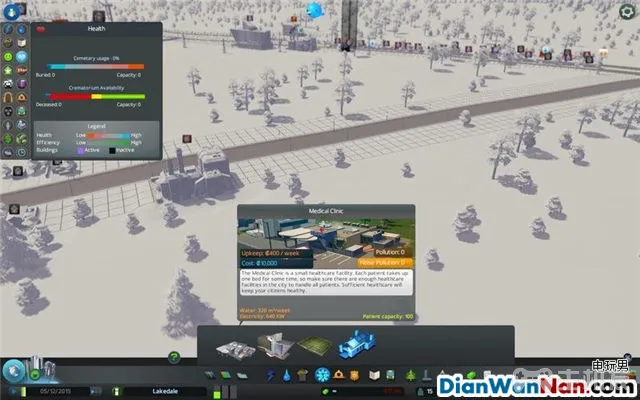 Health
Cemetery usage - 0%
Buried: 0 Capacity: 0
Crematorium Availability
Deceased: 0 Capacity: 0
Legend
Health Low High
Efficiency Low High
Buildings Active Inactive
Medical Clinic
Upkeep: ₡400 / week
Pollution: 0
Cost: ₡10,000
Noise Pollution: 0
The Medical Clinic is a small healthcare facility. Each patient takes up
one bed for some time, so make sure there are enough healthcare
facilities in the city to handle all patients. Sufficient healthcare will
keep your citizens healthy.
Water: 320 m³/week
Electricity: 640 kW
Patient capacity: 100
05/12/2015
Lakedale
电玩男
DianWanNan.com